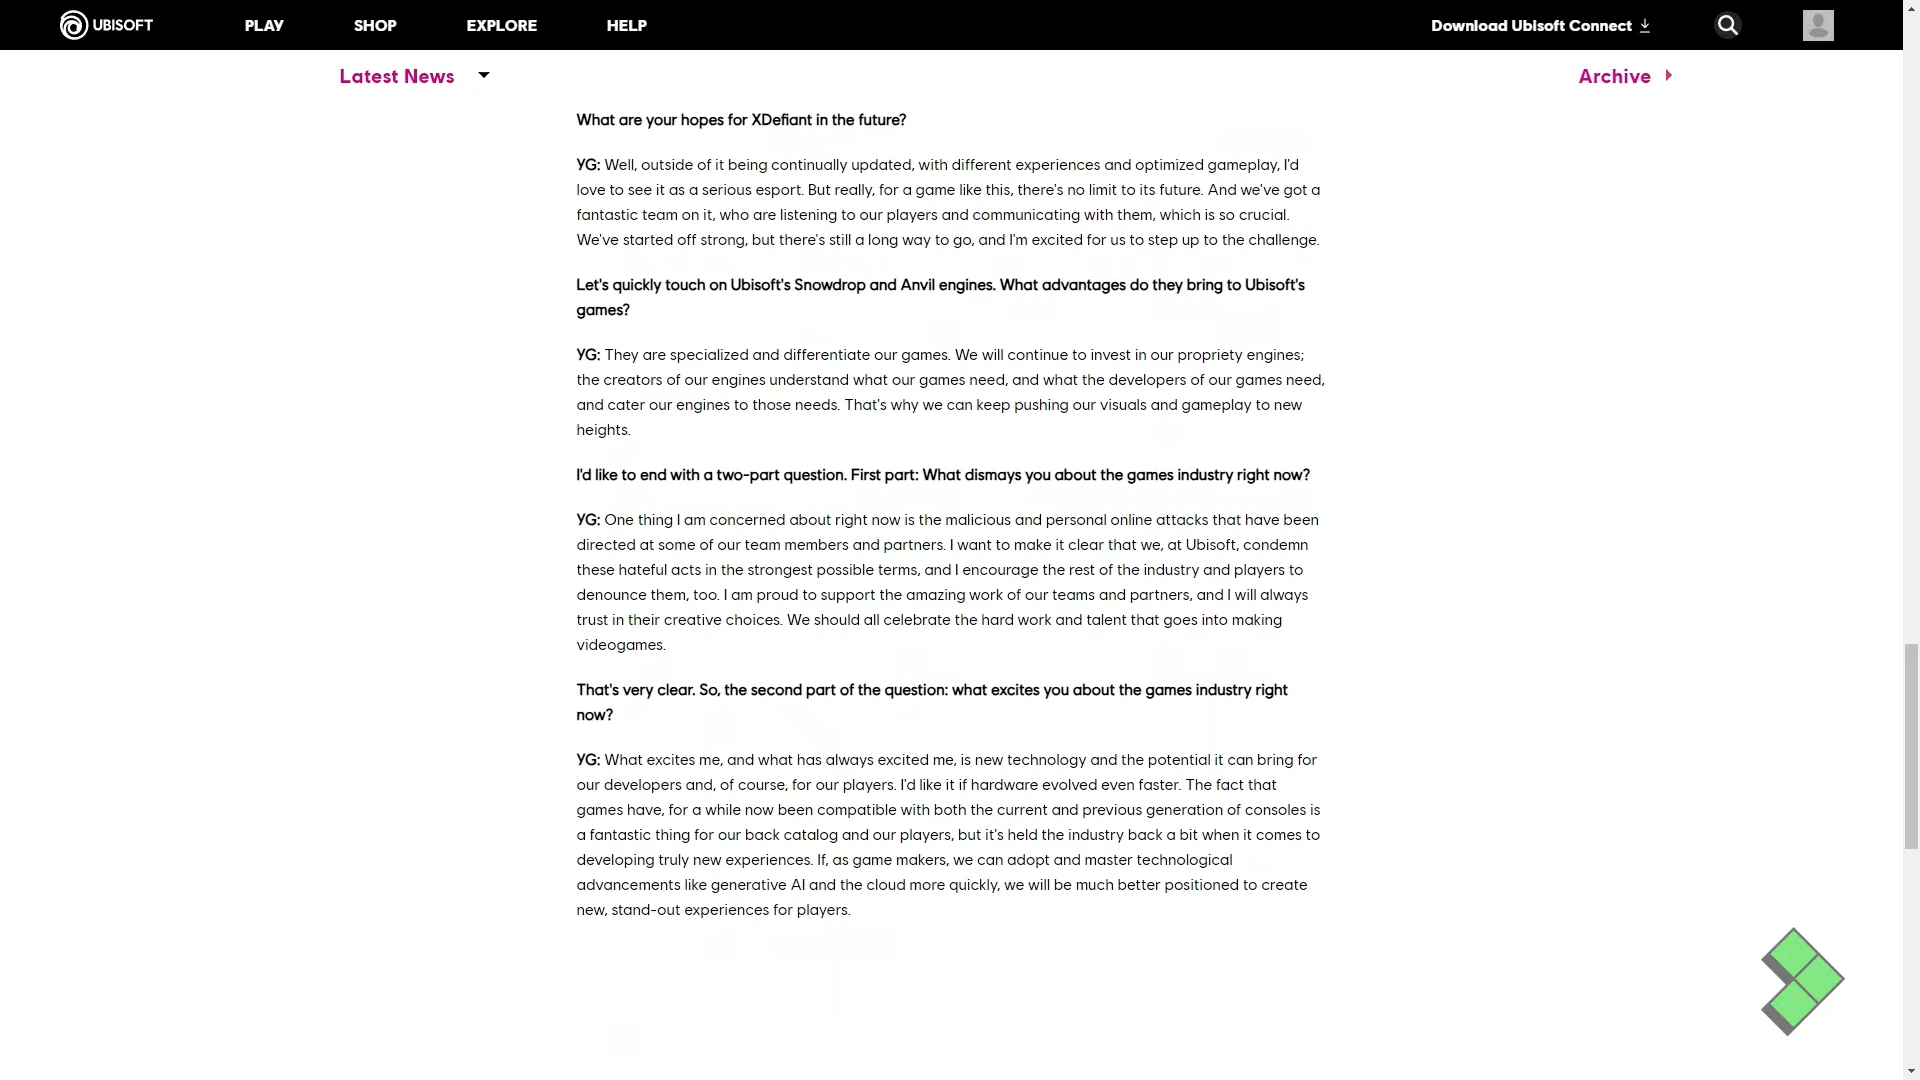 UBISOFT PLAY SHOP EXPLORE HELP Download Ubisoft Connect
Latest News Archive
What are your hopes for XDefiant in the future?
YG: Well, outside of it being continually updated, with different experiences and optimized gameplay, I'd
love to see it as a serious esport. But really, for a game like this, there's no limit to its future. And we've got a
fantastic team on it, who are listening to our players and communicating with them, which is so crucial.
We've started off strong, but there's still a long way to go, and I'm excited for us to step up to the challenge.
Let's quickly touch on Ubisoft's Snowdrop and Anvil engines. What advantages do they bring to Ubisoft's
games?
YG: They are specialized and differentiate our games. We will continue to invest in our propriety engines;
the creators of our engines understand what our games need, and what the developers of our games need,
and cater our engines to those needs. That's why we can keep pushing our visuals and gameplay to new
heights.
I'd like to end with a two-part question. First part: What dismays you about the games industry right now?
YG: One thing I am concerned about right now is the malicious and personal online attacks that have been
directed at some of our team members and partners. I want to make it clear that we, at Ubisoft, condemn
these hateful acts in the strongest possible terms, and I encourage the rest of the industry and players to
denounce them, too. I am proud to support the amazing work of our teams and partners, and I will always
trust in their creative choices. We should all celebrate the hard work and talent that goes into making
videogames.
That's very clear. So, the second part of the question: what excites you about the games industry right
now?
YG: What excites me, and what has always excited me, is new technology and the potential it can bring for
our developers and, of course, for our players. I'd like it if hardware evolved even faster. The fact that
games have, for a while now been compatible with both the current and previous generation of consoles is
a fantastic thing for our back catalog and our players, but it's held the industry back a bit when it comes to
developing truly new experiences. If, as game makers, we can adopt and master technological
advancements like generative AI and the cloud more quickly, we will be much better positioned to create
new, stand-out experiences for players.